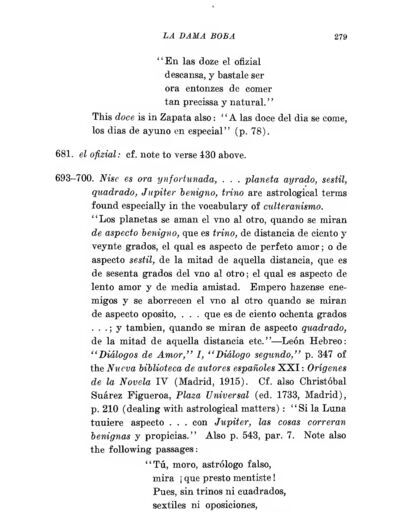 LA DAMA BOBA 279
"En las doze el ofizial
descansa, y bastale ser
ora entonzes de comer
tan precissa y natural."
This doce is in Zapata also: "A las doce del dia se come,
los dias de ayuno en especial" (p. 78).
681. el ofizial: cf. note to verse 430 above.
693–700. Nise es ora ynfortunada, . . . planeta ayrado, sestil,
quadrado, Jupiter benigno, trino are astrological terms
found especially in the vocabulary of culteranismo.
"Los planetas se aman el vno al otro, quando se miran
de aspecto benigno, que es trino, de distancia de ciento y
veynte grados, el qual es aspecto de perfeto amor; o de
aspecto sestil, de la mitad de aquella distancia, que es
de sesenta grados del vno al otro; el qual es aspecto de
lento amor y de media amistad. Empero hazense ene-
migos y se aborrecen el vno al otro quando se miran
de aspecto oposito, . . . que es de ciento ochenta grados
. . .; y tambien, quando se miran de aspecto quadrado,
de la mitad de aquella distancia etc."—León Hebreo:
"Diálogos de Amor," I, "Diálogo segundo," p. 347 of
the Nueva biblioteca de autores españoles XXI: Orígenes
de la Novela IV (Madrid, 1915). Cf. also Christóbal
Suárez Figueroa, Plaza Universal (ed. 1733, Madrid),
p. 210 (dealing with astrological matters): "Si la Luna
tuuiere aspecto . . . con Jupiter, las cosas correran
benignas y propicias." Also p. 543, par. 7. Note also
the following passages:
"Tú, moro, astrólogo falso,
mira ¡que presto mentiste!
Pues, sin trinos ni cuadrados,
sextiles ni oposiciones,